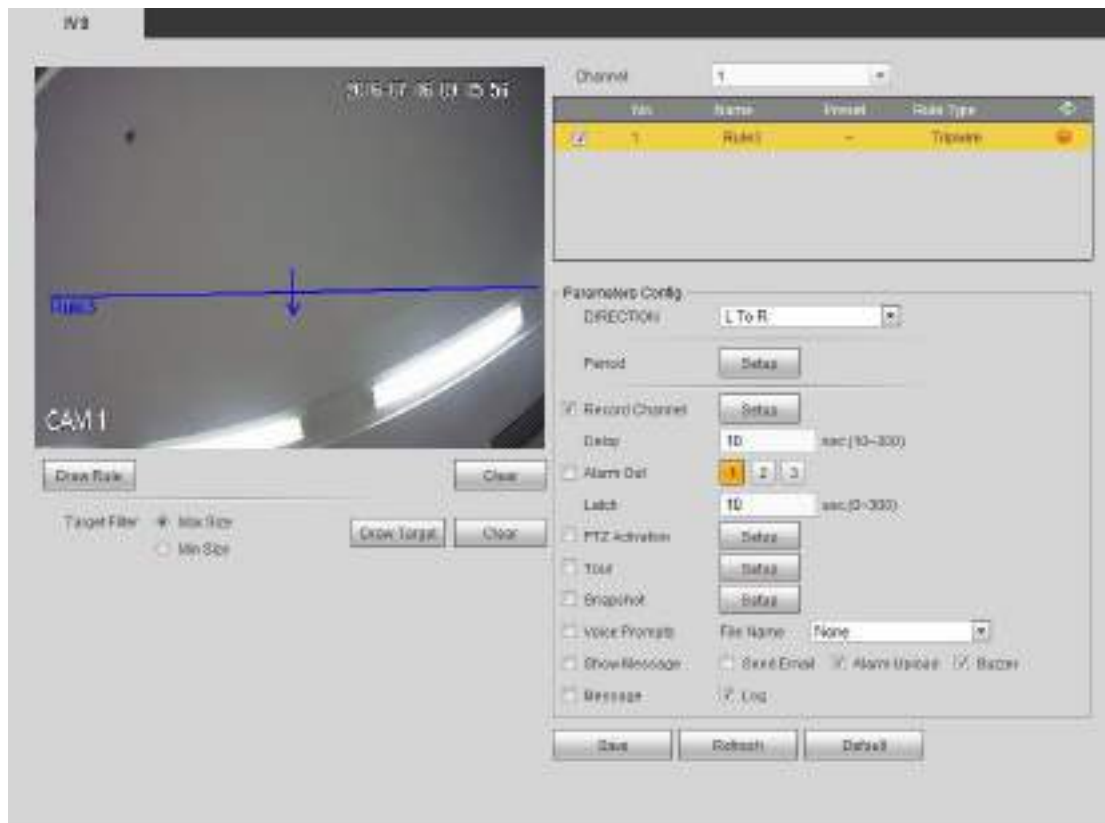 IVS
Channel 1
No. Name Preset Rule Type
1 -- Tripwire
CAM 1
Draw Rule Clear
Target Filter Max Size
Min Size
Draw Target Clear
Parameters Config
DIRECTION L To R
Period Setup
Record Channel Setup
Delay 10 sec.(10~300)
Alarm Out 1 2 3
Latch 10 sec.(0~300)
PTZ Activation Setup
Tour Setup
Snapshot Setup
Voice Prompts File Name None
Show Message Send Email Alarm Upload Buzzer
Message Log
Save Refresh Default